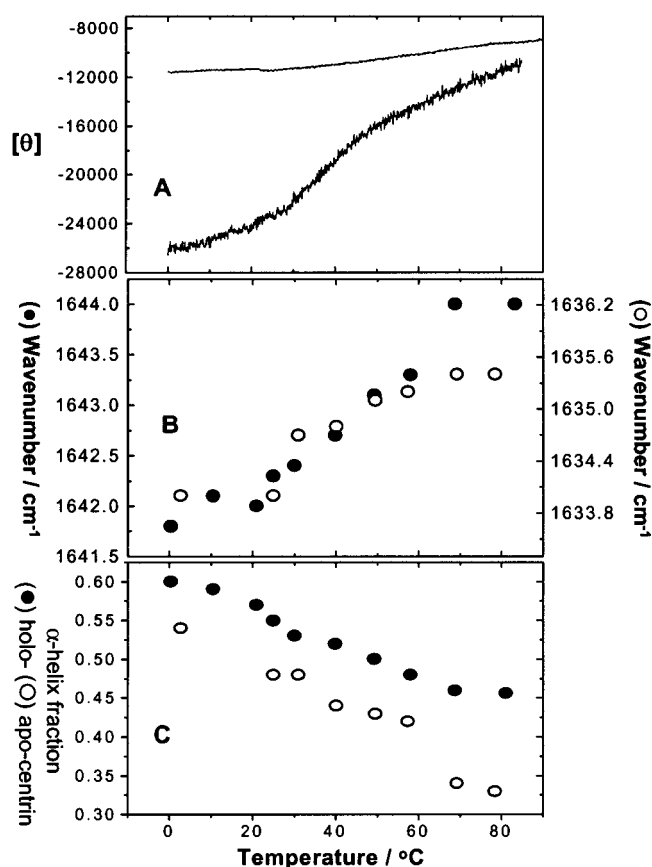 -8000
-12000
-16000
-20000
-24000
-28000
[θ]
A
1644.0
1643.5
1643.0
1642.5
1642.0
1641.5
(●) Wavenumber / cm⁻¹
B
1636.2
1635.6
1635.0
1634.4
1633.8
(○) Wavenumber / cm⁻¹
0.60
0.55
0.50
0.45
0.40
0.35
0.30
α-helix fraction
(●) holo- (○) apo-centrin
C
0 20 40 60 80
Temperature / °C